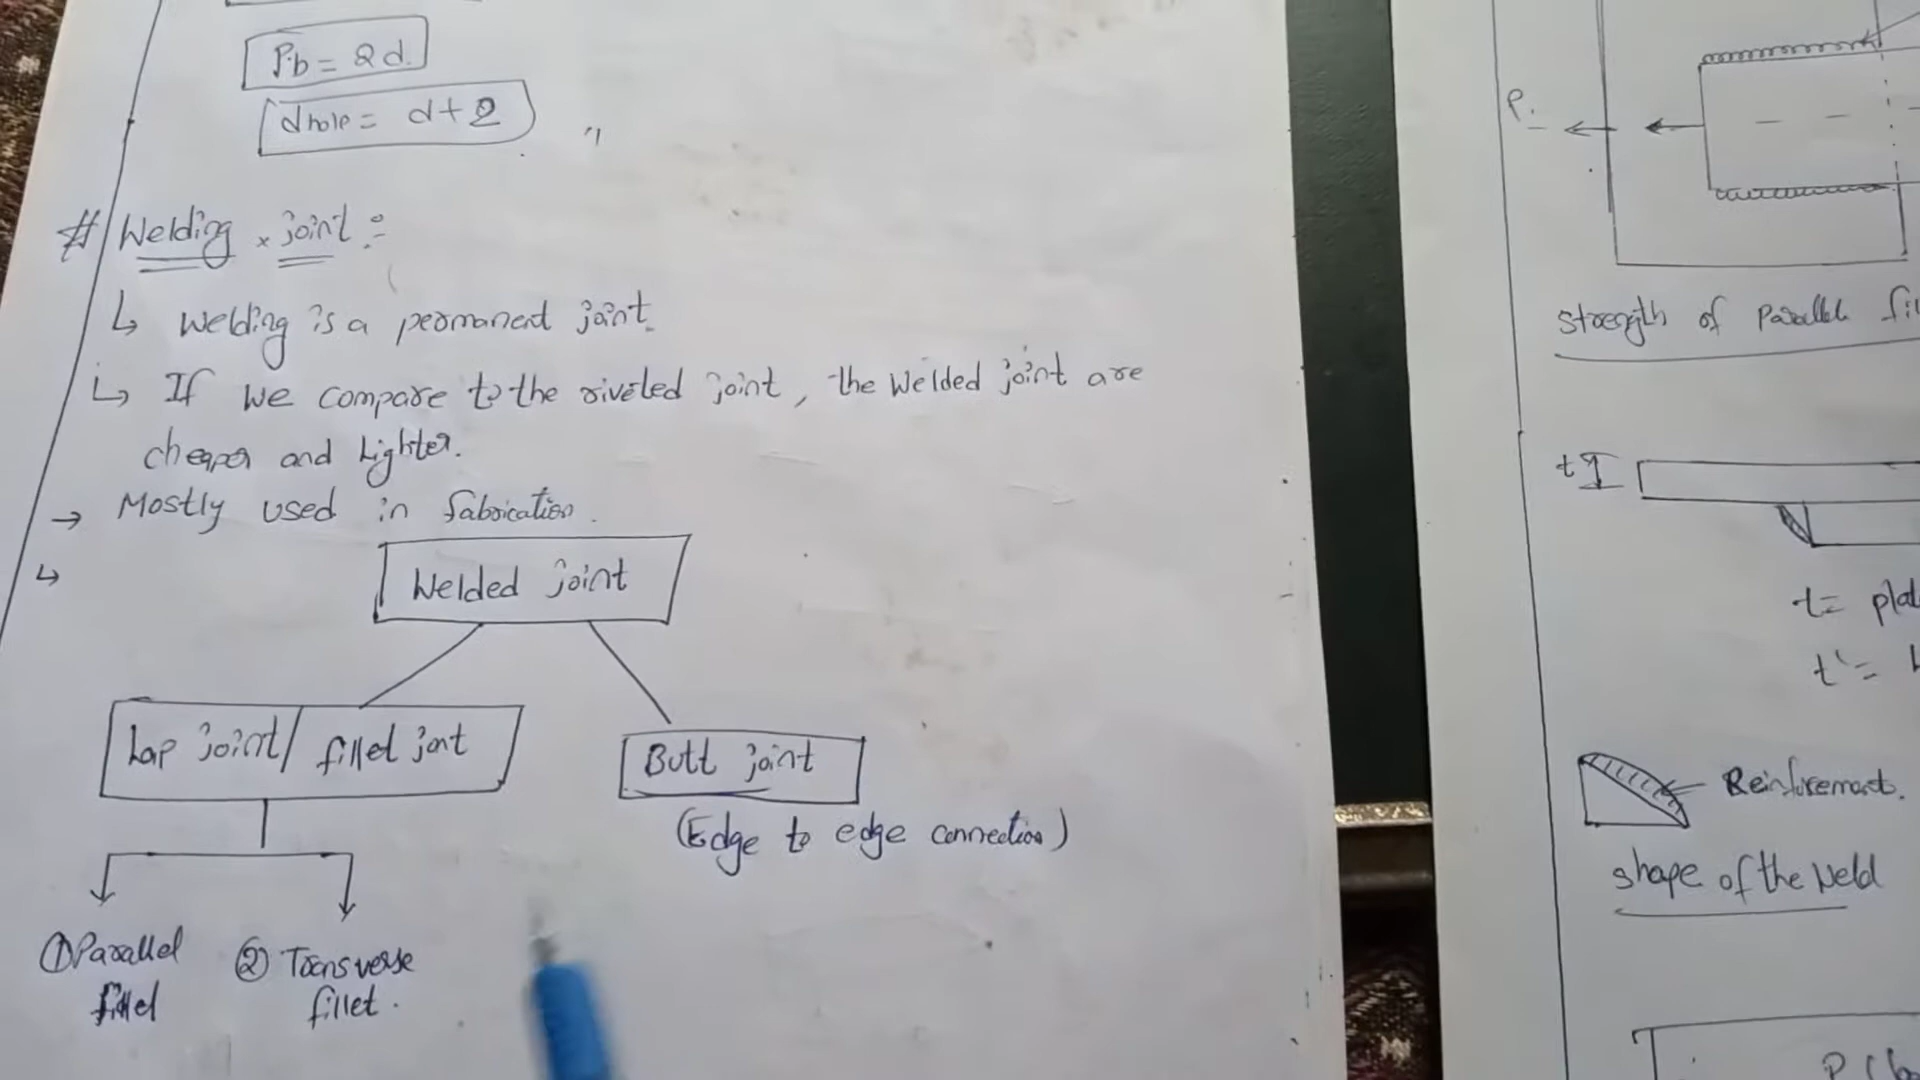 Pb = 2d.
dhole = d+2
# Welding joint :-
↳ Welding is a permanent joint.
↳ If we compare to the riveted joint, the welded joint are
cheaper and lighter.
→ Mostly used in fabrication.
↳
Welded joint
Lap joint/ fillet joint
Butt joint
(Edge to edge connection)
① Parallel
fillet
② Transverse
fillet.
P
strength of Parallel
t
t =
t' =
Reinforcement.
shape of the Weld
P